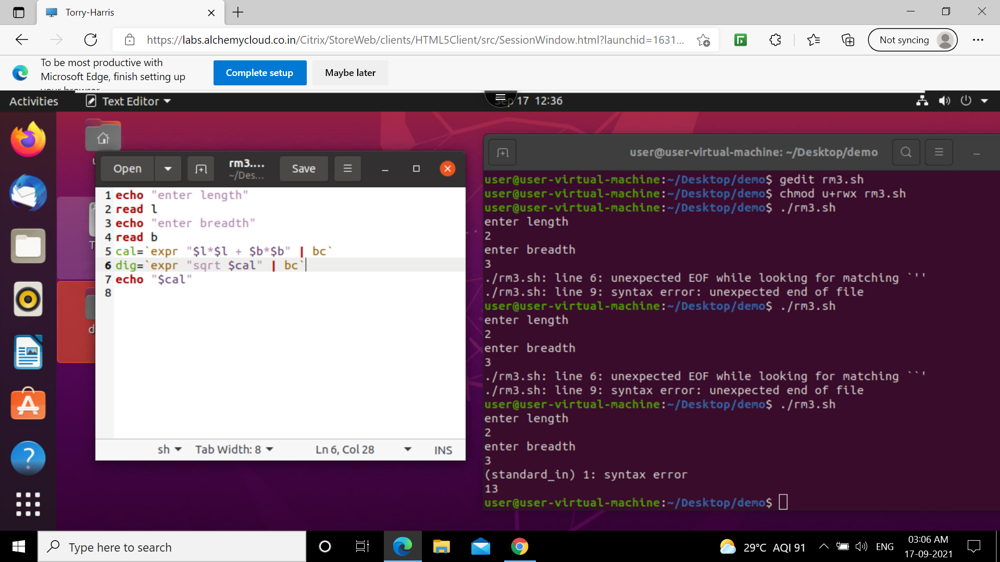 Torry-Harris
https://labs.alchemycloud.co.in/Citrix/StoreWeb/clients/HTML5Client/src/SessionWindow.html?launchid=1631...
Not syncing
To be most productive with
Microsoft Edge, finish setting up
your browser
Complete setup
Maybe later
Activities
Text Editor
Sep 17 12:36
Open
rm3....
~/Des...
Save
1 echo "enter length"
2 read l
3 echo "enter breadth"
4 read b
5 cal=`expr "$l*$l + $b*$b" | bc`
6 dig=`expr "sqrt $cal" | bc`
7 echo "$cal"
8
sh
Tab Width: 8
Ln 6, Col 28
INS
user@user-virtual-machine: ~/Desktop/demo
user@user-virtual-machine:~/Desktop/demo$ gedit rm3.sh
user@user-virtual-machine:~/Desktop/demo$ chmod u+rwx rm3.sh
user@user-virtual-machine:~/Desktop/demo$ ./rm3.sh
enter length
2
enter breadth
3
./rm3.sh: line 6: unexpected EOF while looking for matching `''
./rm3.sh: line 9: syntax error: unexpected end of file
user@user-virtual-machine:~/Desktop/demo$ ./rm3.sh
enter length
2
enter breadth
3
./rm3.sh: line 6: unexpected EOF while looking for matching ``'
./rm3.sh: line 9: syntax error: unexpected end of file
user@user-virtual-machine:~/Desktop/demo$ ./rm3.sh
enter length
2
enter breadth
3
(standard_in) 1: syntax error
13
user@user-virtual-machine:~/Desktop/demo$
Type here to search
29°C AQI 91
ENG
03:06 AM
17-09-2021